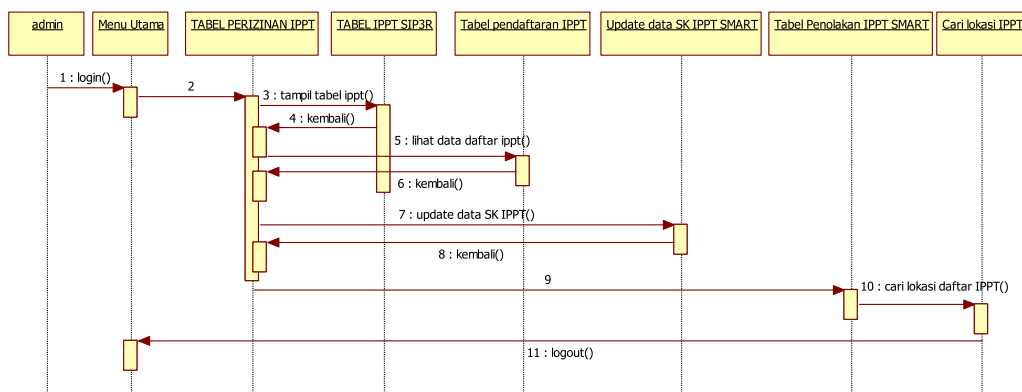 admin
Menu Utama
TABEL PERIZINAN IPPT
TABEL IPPT SIP3R
Tabel pendaftaran IPPT
Update data SK IPPT SMART
Tabel Penolakan IPPT SMART
Cari lokasi IPPT
1 : login()
2
3 : tampil tabel ippt()
4 : kembali()
5 : lihat data daftar ippt()
6 : kembali()
7 : update data SK IPPT()
8 : kembali()
9
10 : cari lokasi daftar IPPT()
11 : logout()